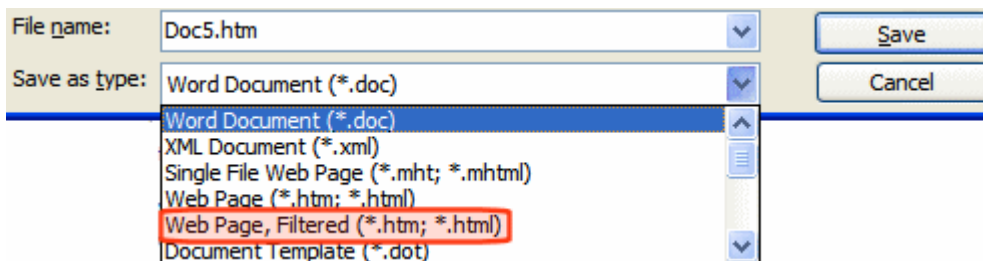 File name: Doc5.htm Save
Save as type: Word Document (*.doc) Cancel
Word Document (*.doc)
XML Document (*.xml)
Single File Web Page (*.mht; *.mhtml)
Web Page (*.htm; *.html)
Web Page, Filtered (*.htm; *.html)
Document Template (*.dot)